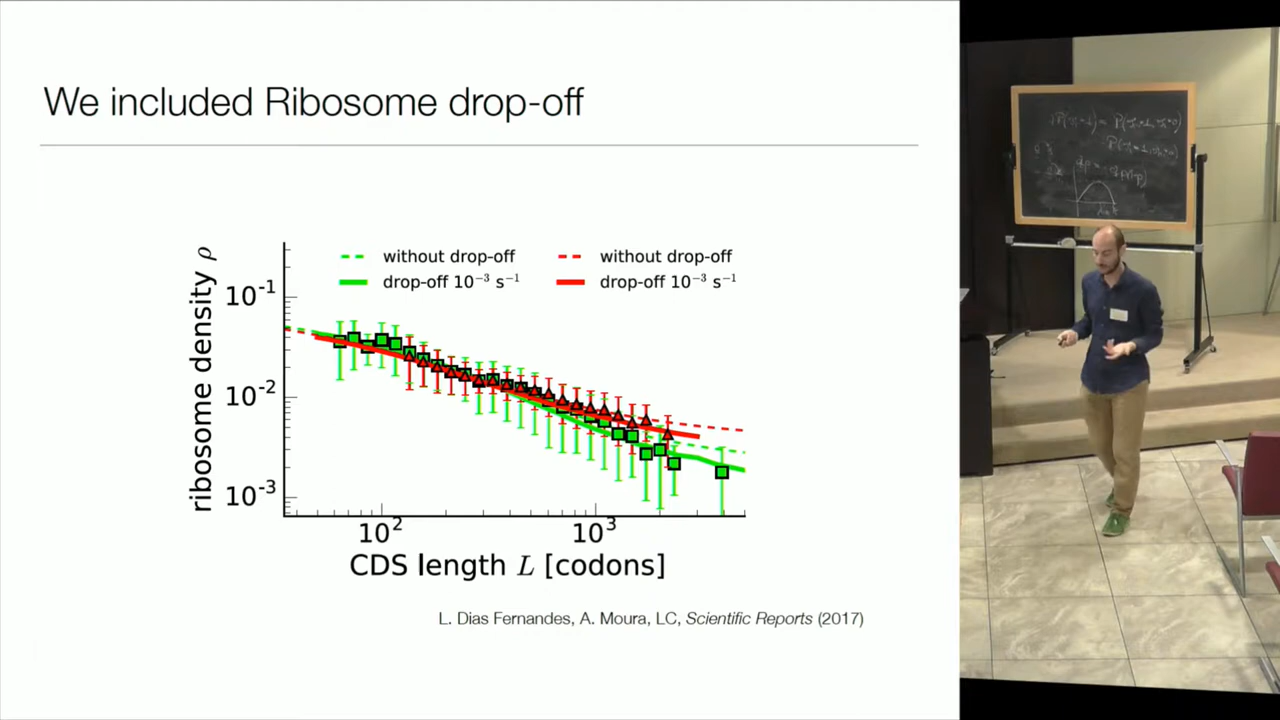 We included Ribosome drop-off
without drop-off
without drop-off
drop-off 10⁻³ s⁻¹
drop-off 10⁻³ s⁻¹
ribosome density ρ
10⁻¹
10⁻²
10⁻³
10²
10³
CDS length L [codons]
L. Dias Fernandes, A. Moura, LC, Scientific Reports (2017)